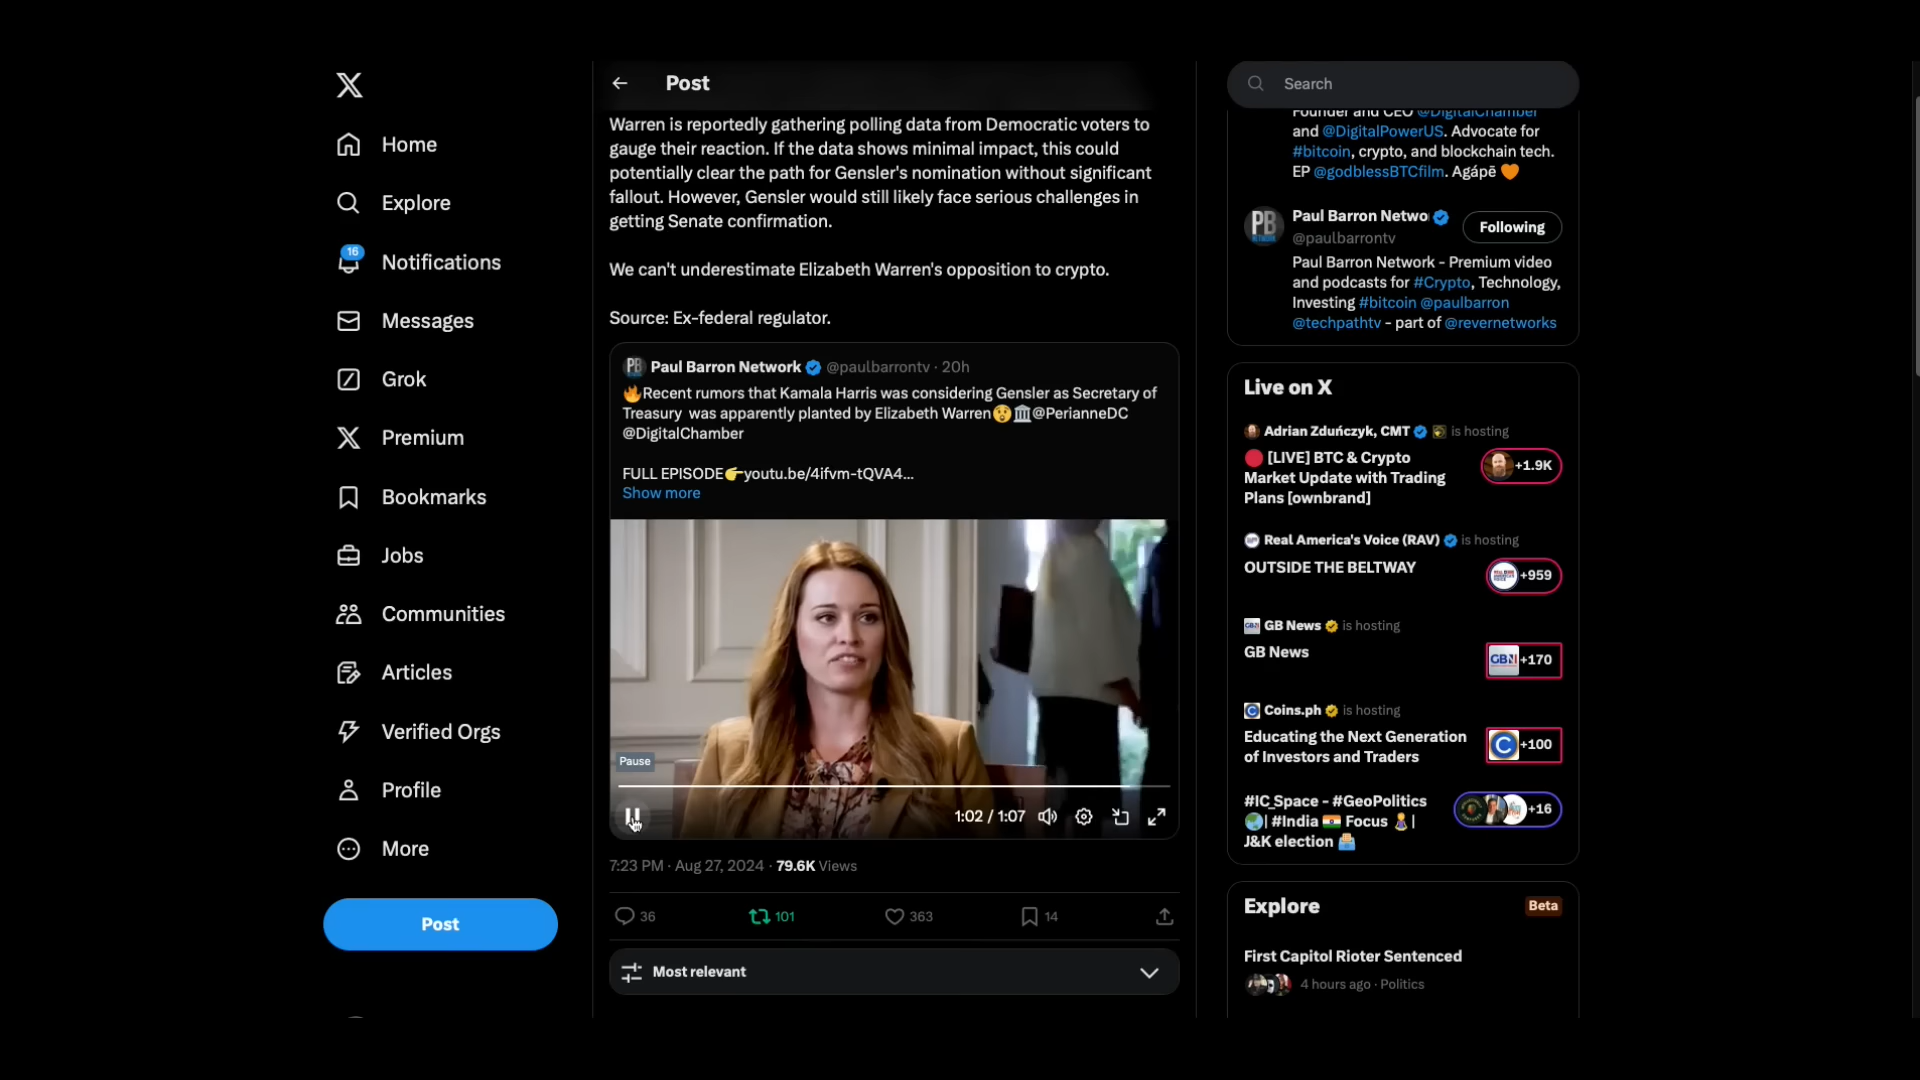 Home
Explore
16
Notifications
Messages
Grok
Premium
Bookmarks
Jobs
Communities
Articles
Verified Orgs
Profile
More
Post
Post
Warren is reportedly gathering polling data from Democratic voters to
gauge their reaction. If the data shows minimal impact, this could
potentially clear the path for Gensler's nomination without significant
fallout. However, Gensler would still likely face serious challenges in
getting Senate confirmation.
We can't underestimate Elizabeth Warren's opposition to crypto.
Source: Ex-federal regulator.
PB Paul Barron Network @paulbarrontv · 20h
🔥Recent rumors that Kamala Harris was considering Gensler as Secretary of
Treasury was apparently planted by Elizabeth Warren😲🏛️@PerianneDC
@DigitalChamber
FULL EPISODE👉youtu.be/4ifvm-tQVA4...
Show more
Pause
1:02 / 1:07
7:23 PM · Aug 27, 2024 · 79.6K Views
36 101 363 14
Most relevant
Search
Founder and CEO @DigitalChamber
and @DigitalPowerUS. Advocate for
#bitcoin, crypto, and blockchain tech.
EP @godblessBTCfilm. Agápē 🧡
PB Paul Barron Netwo
Following
@paulbarrontv
Paul Barron Network - Premium video
and podcasts for #Crypto, Technology,
Investing #bitcoin @paulbarron
@techpathtv - part of @revernetworks
Live on X
Adrian Zduńczyk, CMT is hosting
🔴 [LIVE] BTC & Crypto
Market Update with Trading
Plans [ownbrand]
+1.9K
Real America's Voice (RAV) is hosting
OUTSIDE THE BELTWAY
+959
GB News is hosting
GB News
GBN +170
Coins.ph is hosting
Educating the Next Generation
of Investors and Traders
C +100
#IC_Space - #GeoPolitics
🌏| #India 🇮🇳 Focus |
J&K election 🗳️
+16
Explore
Beta
First Capitol Rioter Sentenced
4 hours ago · Politics